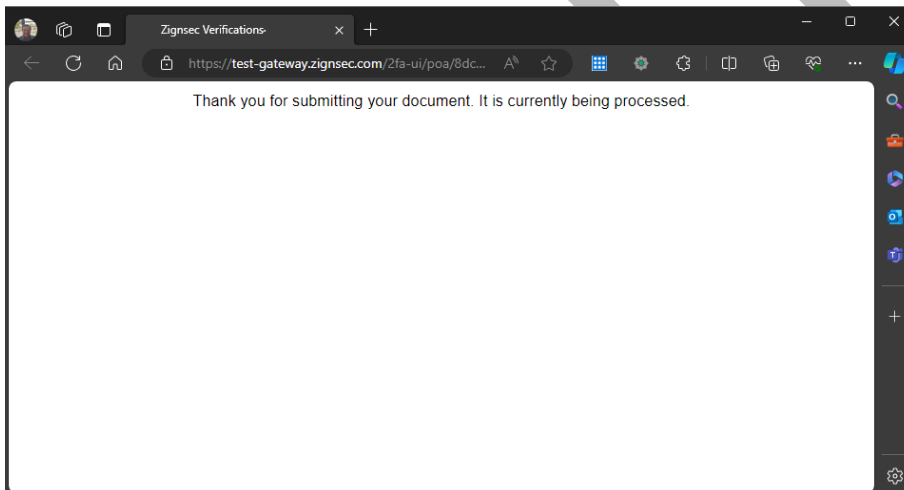 Zignsec Verifications-
https://test-gateway.zignsec.com/2fa-ui/poa/8dc...
Thank you for submitting your document. It is currently being processed.